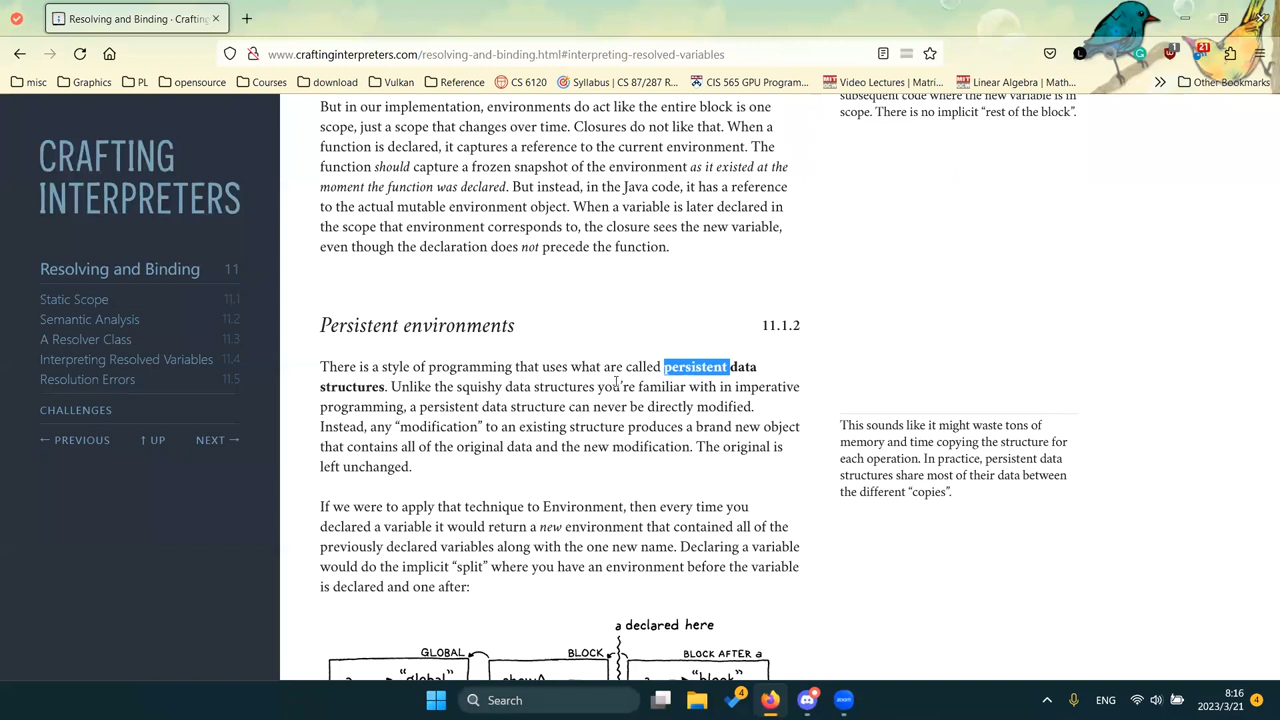 Resolving and Binding · Crafting
www.craftinginterpreters.com/resolving-and-binding.html#interpreting-resolved-variables
1
21
misc
Graphics
PL
opensource
Courses
download
Vulkan
Reference
CS 6120
Syllabus | CS 87/287 R...
CIS 565 GPU Program...
Video Lectures | Matri...
Linear Algebra | Math...
Other Bookmarks
CRAFTING
INTERPRETERS
Resolving and Binding 11
Static Scope 11.1
Semantic Analysis 11.2
A Resolver Class 11.3
Interpreting Resolved Variables 11.4
Resolution Errors 11.5
CHALLENGES
← PREVIOUS ↑ UP NEXT →
But in our implementation, environments do act like the entire block is one
scope, just a scope that changes over time. Closures do not like that. When a
function is declared, it captures a reference to the current environment. The
function should capture a frozen snapshot of the environment as it existed at the
moment the function was declared. But instead, in the Java code, it has a reference
to the actual mutable environment object. When a variable is later declared in
the scope that environment corresponds to, the closure sees the new variable,
even though the declaration does not precede the function.
subsequent code where the new variable is in
scope. There is no implicit “rest of the block”.
Persistent environments 11.1.2
There is a style of programming that uses what are called persistent data
structures. Unlike the squishy data structures you’re familiar with in imperative
programming, a persistent data structure can never be directly modified.
Instead, any “modification” to an existing structure produces a brand new object
that contains all of the original data and the new modification. The original is
left unchanged.
This sounds like it might waste tons of
memory and time copying the structure for
each operation. In practice, persistent data
structures share most of their data between
the different “copies”.
If we were to apply that technique to Environment, then every time you
declared a variable it would return a new environment that contained all of the
previously declared variables along with the one new name. Declaring a variable
would do the implicit “split” where you have an environment before the variable
is declared and one after:
a declared here
GLOBAL BLOCK BLOCK AFTER a
“global” “block”
Search
4
ENG
8:16
2023/3/21
4